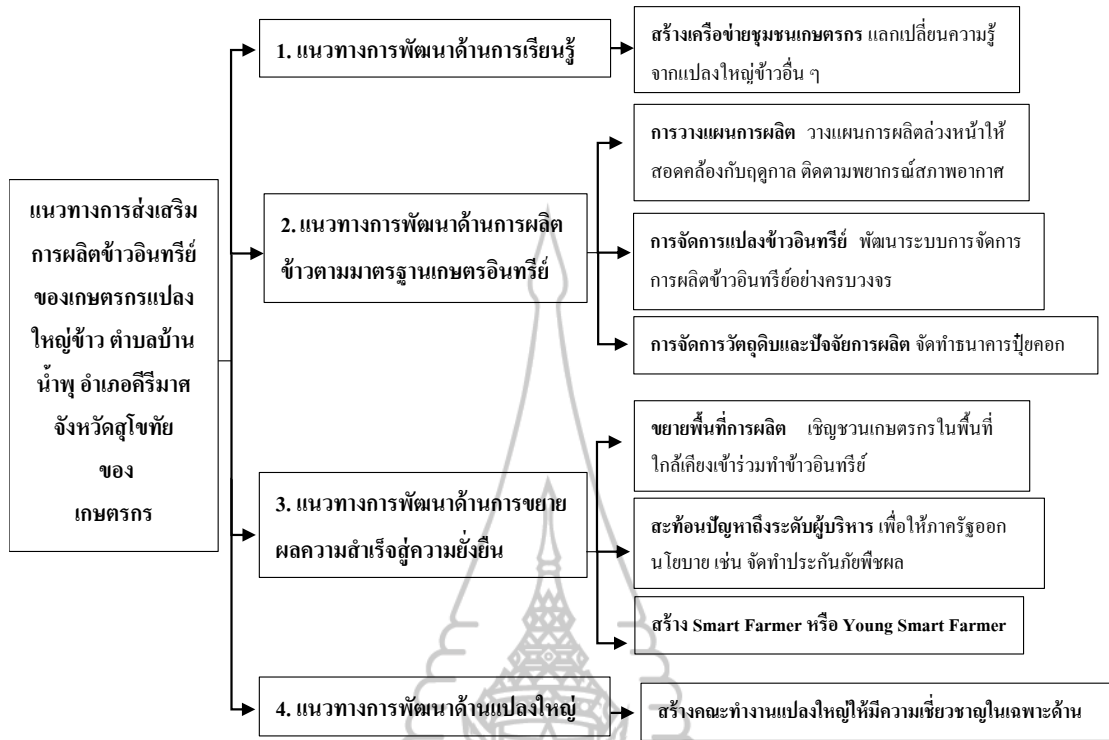 แนวทางการส่งเสริม
การผลิตข้าวอินทรีย์
ของเกษตรกรแปลง
ใหญ่ข้าว ตำบลบ้าน
น้ำพุ อำเภอคีรีมาศ
จังหวัดสุโขทัย
ของ
เกษตรกร
1. แนวทางการพัฒนาด้านการเรียนรู้
สร้างเครือข่ายชุมชนเกษตรกร แลกเปลี่ยนความรู้
จากแปลงใหญ่ข้าวอื่น ๆ
2. แนวทางการพัฒนาด้านการผลิต
ข้าวตามมาตรฐานเกษตรอินทรีย์
การวางแผนการผลิต วางแผนการผลิตล่วงหน้าให้
สอดคล้องกับฤดูกาล ติดตามพยากรณ์สภาพอากาศ
การจัดการแปลงข้าวอินทรีย์ พัฒนาระบบการจัดการ
การผลิตข้าวอินทรีย์อย่างครบวงจร
การจัดการวัตถุดิบและปัจจัยการผลิต จัดทำธนาคารปุ๋ยคอก
3. แนวทางการพัฒนาด้านการขยาย
ผลความสำเร็จสู่ความยั่งยืน
ขยายพื้นที่การผลิต เชิญชวนเกษตรกรในพื้นที่
ใกล้เคียงเข้าร่วมทำข้าวอินทรีย์
สะท้อนปัญหาถึงระดับผู้บริหาร เพื่อให้ภาครัฐออก
นโยบาย เช่น จัดทำประกันภัยพืชผล
สร้าง Smart Farmer หรือ Young Smart Farmer
4. แนวทางการพัฒนาด้านแปลงใหญ่
สร้างคณะทำงานแปลงใหญ่ให้มีความเชี่ยวชาญในเฉพาะด้าน